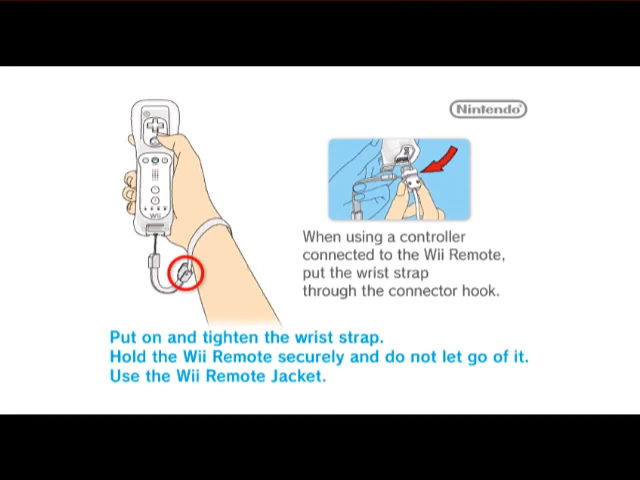 Nintendo
Wii
When using a controller
connected to the Wii Remote,
put the wrist strap
through the connector hook.
Put on and tighten the wrist strap.
Hold the Wii Remote securely and do not let go of it.
Use the Wii Remote Jacket.